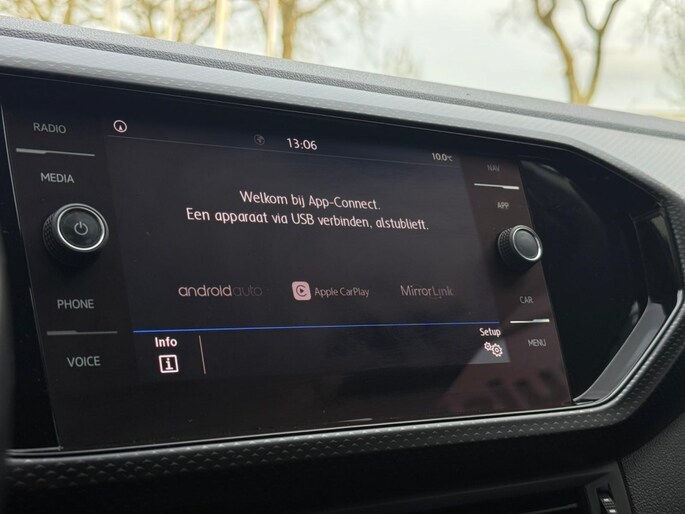 RADIO
MEDIA
PHONE
VOICE
13:06
10.0°C
Welkom bij App-Connect.
Een apparaat via USB verbinden, alstublieft.
androidauto
Apple CarPlay
MirrorLink
Info
Setup
NAV
APP
CAR
MENU